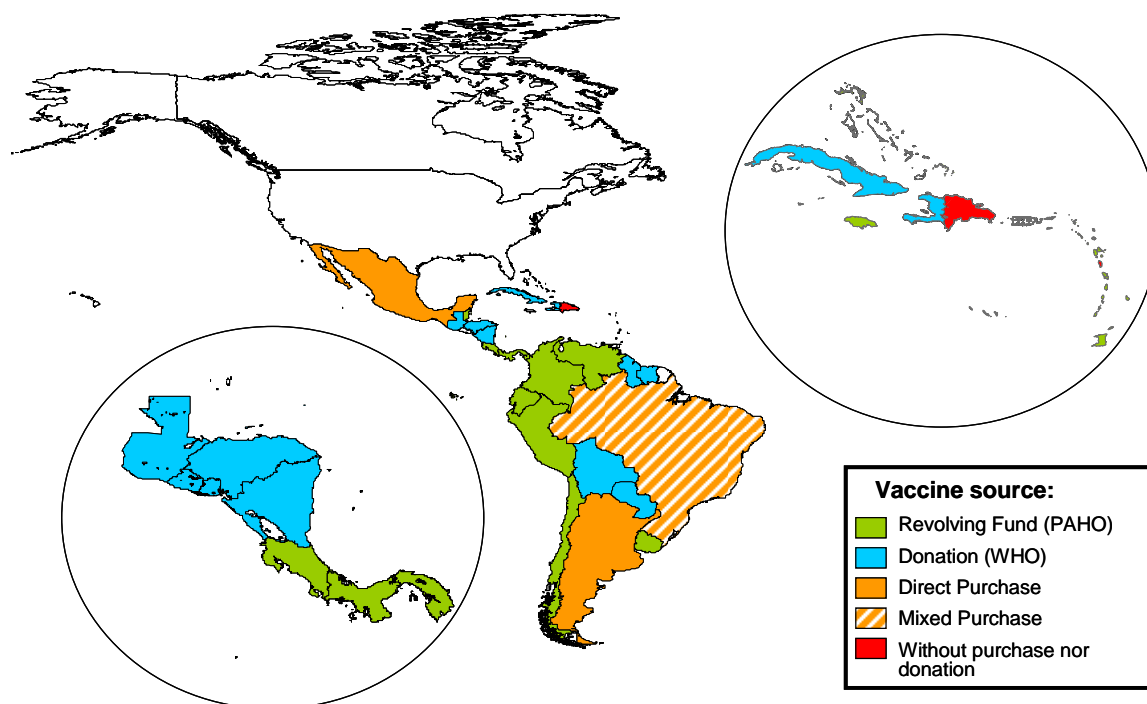 Vaccine source:
Revolving Fund (PAHO)
Donation (WHO)
Direct Purchase
Mixed Purchase
Without purchase nor
donation